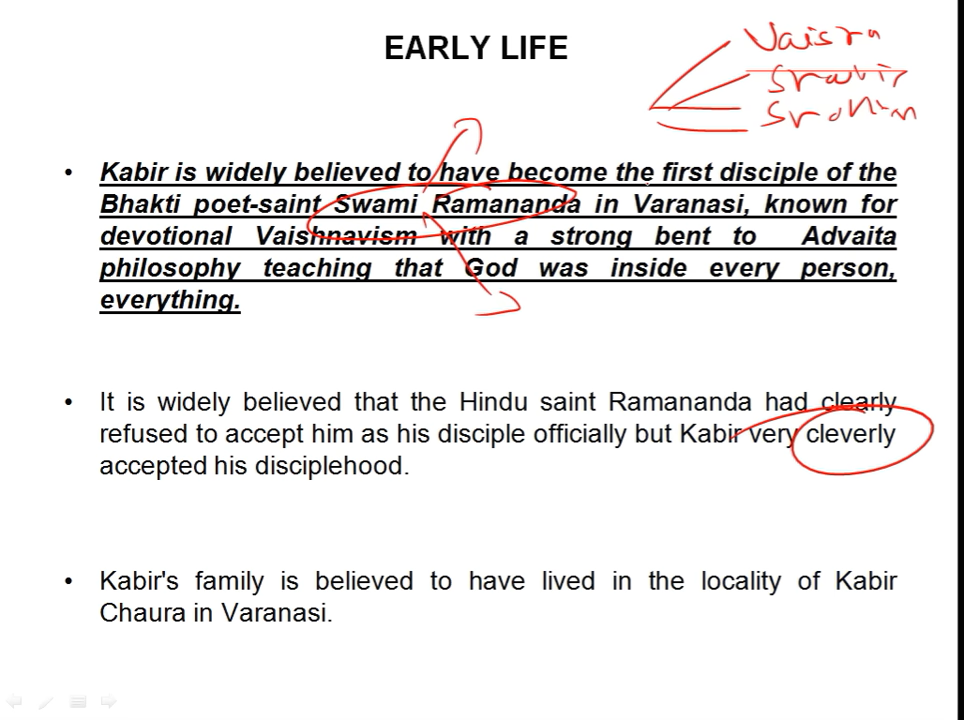 EARLY LIFE
• Kabir is widely believed to have become the first disciple of the
Bhakti poet-saint Swami Ramananda in Varanasi, known for
devotional Vaishnavism with a strong bent to Advaita
philosophy teaching that God was inside every person,
everything.
• It is widely believed that the Hindu saint Ramananda had clearly
refused to accept him as his disciple officially but Kabir very cleverly
accepted his disciplehood.
• Kabir's family is believed to have lived in the locality of Kabir
Chaura in Varanasi.